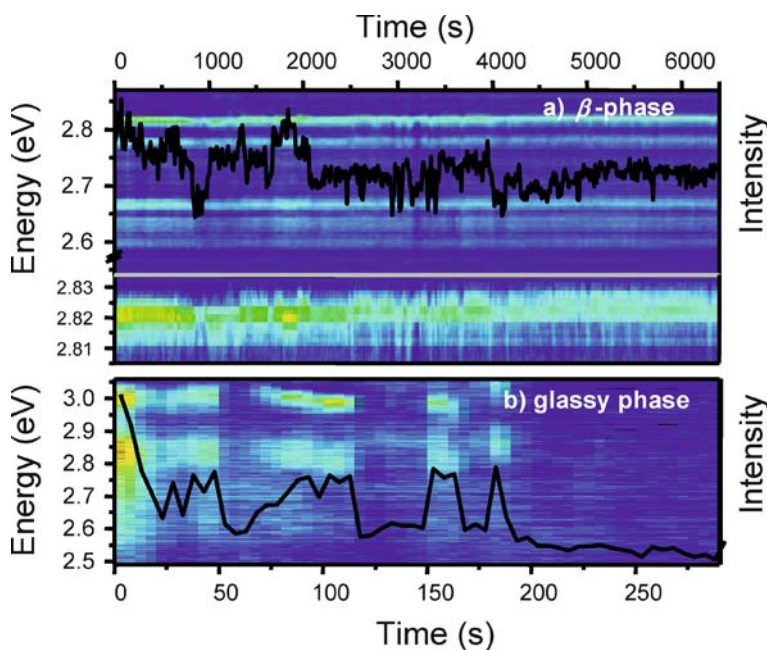 Time (s)
0 1000 2000 3000 4000 5000 6000
a) β-phase
Energy (eV)
2.8
2.7
2.6
Intensity
2.83
2.82
2.81
b) glassy phase
Energy (eV)
3.0
2.9
2.8
2.7
2.6
2.5
Intensity
0 50 100 150 200 250
Time (s)